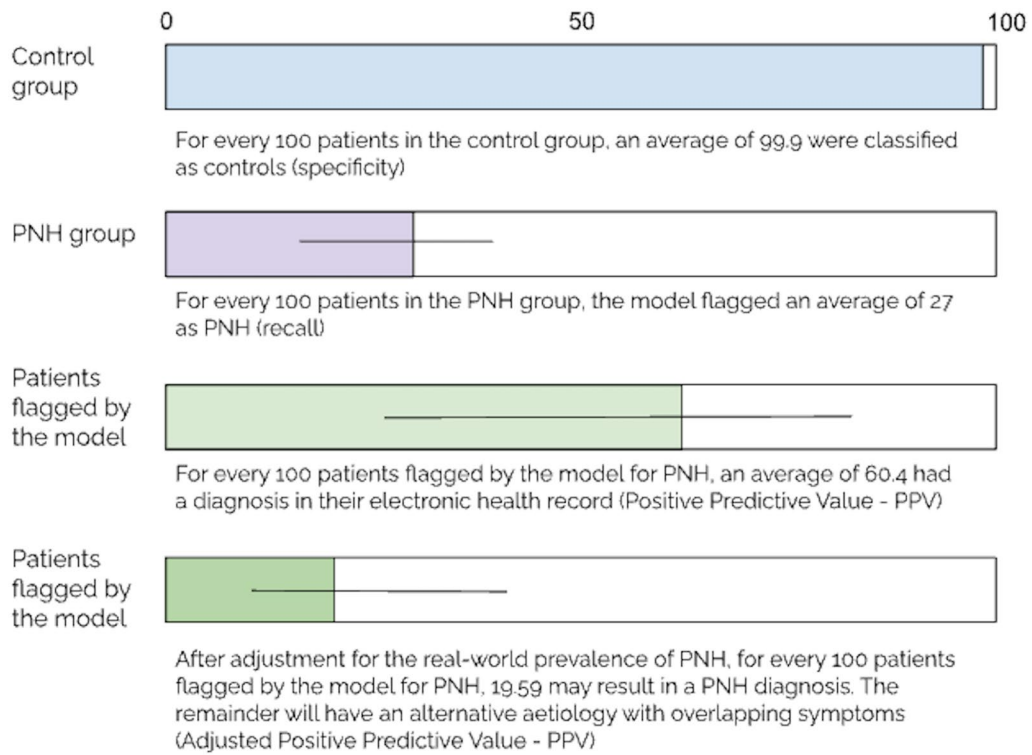 0 50 100
Control
group
For every 100 patients in the control group, an average of 99.9 were classified
as controls (specificity)
PNH group
For every 100 patients in the PNH group, the model flagged an average of 27
as PNH (recall)
Patients
flagged by
the model
For every 100 patients flagged by the model for PNH, an average of 60.4 had
a diagnosis in their electronic health record (Positive Predictive Value - PPV)
Patients
flagged by
the model
After adjustment for the real-world prevalence of PNH, for every 100 patients
flagged by the model for PNH, 19.59 may result in a PNH diagnosis. The
remainder will have an alternative aetiology with overlapping symptoms
(Adjusted Positive Predictive Value - PPV)